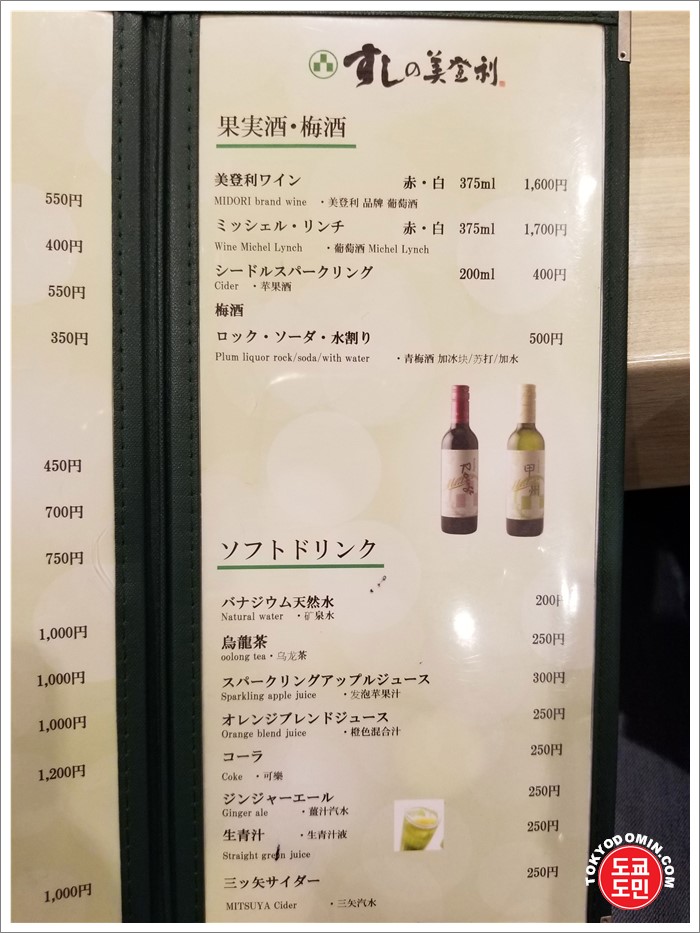 すしの美登利
果実酒・梅酒
美登利ワイン 赤・白 375ml 1,600円
MIDORI brand wine ・美登利 品牌 葡萄酒
ミッシェル・リンチ 赤・白 375ml 1,700円
Wine Michel Lynch ・葡萄酒 Michel Lynch
シードルスパークリング 200ml 400円
Cider ・苹果酒
梅酒
ロック・ソーダ・水割り 500円
Plum liquor rock/soda/with water ・青梅酒 加冰块/苏打/加水
甲州
ソフトドリンク
バナジウム天然水 200円
Natural water ・矿泉水
烏龍茶 250円
oolong tea・乌龙茶
スパークリングアップルジュース 300円
Sparkling apple juice ・发泡苹果汁
オレンジブレンドジュース 250円
Orange blend juice ・橙色混合汁
コーラ 250円
Coke ・可樂
ジンジャーエール 250円
Ginger ale ・薑汁汽水
生青汁 ・生青汁液 250円
Straight green juice
三ッ矢サイダー 250円
MITSUYA Cider ・三矢汽水
550円
400円
550円
350円
450円
700円
750円
1,000円
1,000円
1,000円
1,200円
1,000円
TOKYODOMIN.COM
도쿄
도민